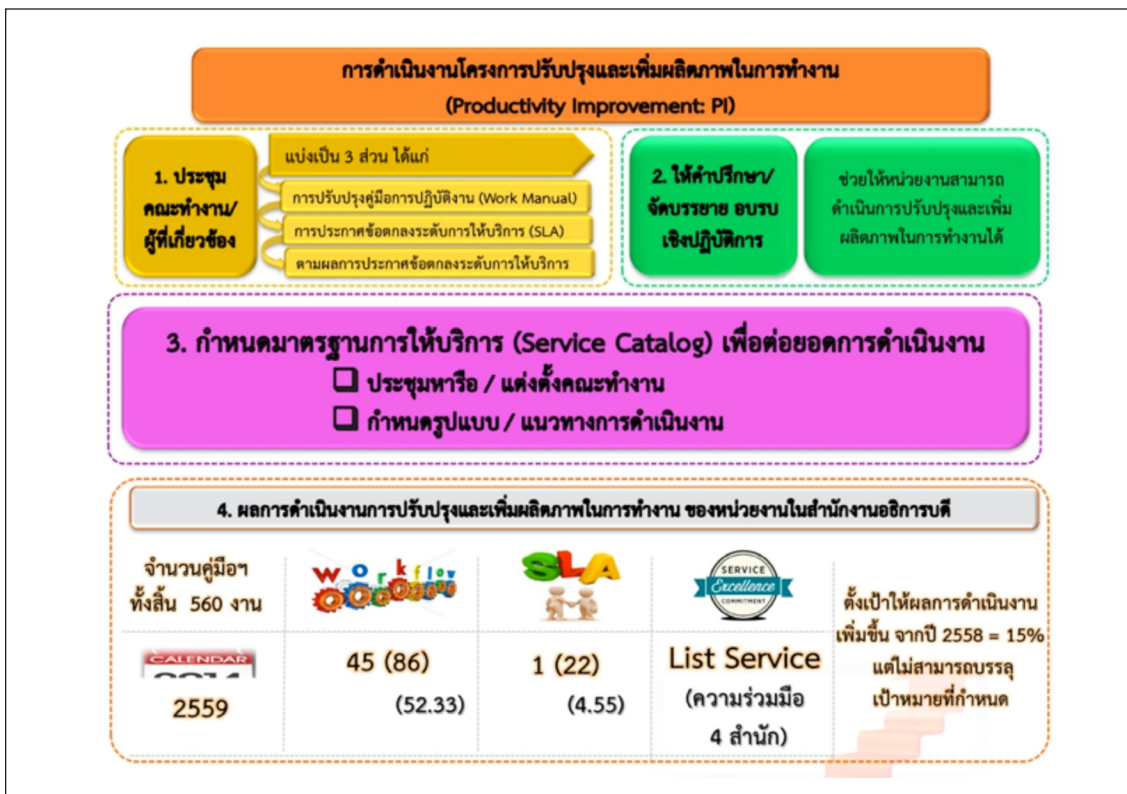 การดำเนินงานโครงการปรับปรุงและเพิ่มผลิตภาพในการทำงาน
(Productivity Improvement: PI)
1. ประชุม
คณะทำงาน/
ผู้ที่เกี่ยวข้อง
แบ่งเป็น 3 ส่วน ได้แก่
การปรับปรุงคู่มือการปฏิบัติงาน (Work Manual)
การประกาศข้อตกลงระดับการให้บริการ (SLA)
ตามผลการประกาศข้อตกลงระดับการให้บริการ
2. ให้คำปรึกษา/
จัดบรรยาย อบรบ
เชิงปฏิบัติการ
ช่วยให้หน่วยงานสามารถ
ดำเนินการปรับปรุงและเพิ่ม
ผลิตภาพในการทำงานได้
3. กำหนดมาตรฐานการให้บริการ (Service Catalog) เพื่อต่อยอดการดำเนินงาน
❑ ประชุมหารือ / แต่งตั้งคณะทำงาน
❑ กำหนดรูปแบบ / แนวทางการดำเนินงาน
4. ผลการดำเนินงานการปรับปรุงและเพิ่มผลิตภาพในการทำงาน ของหน่วยงานในสำนักงานอธิการบดี
จำนวนคู่มือฯ
ทั้งสิ้น 560 งาน
workflow
SLA
SERVICE
Excellence
COMMITMENT
CALENDAR
2559
45 (86)
(52.33)
1 (22)
(4.55)
List Service
(ความร่วมมือ
4 สำนัก)
ตั้งเป้าให้ผลการดำเนินงาน
เพิ่มขึ้น จากปี 2558 = 15%
แต่ไม่สามารถบรรลุ
เป้าหมายที่กำหนด